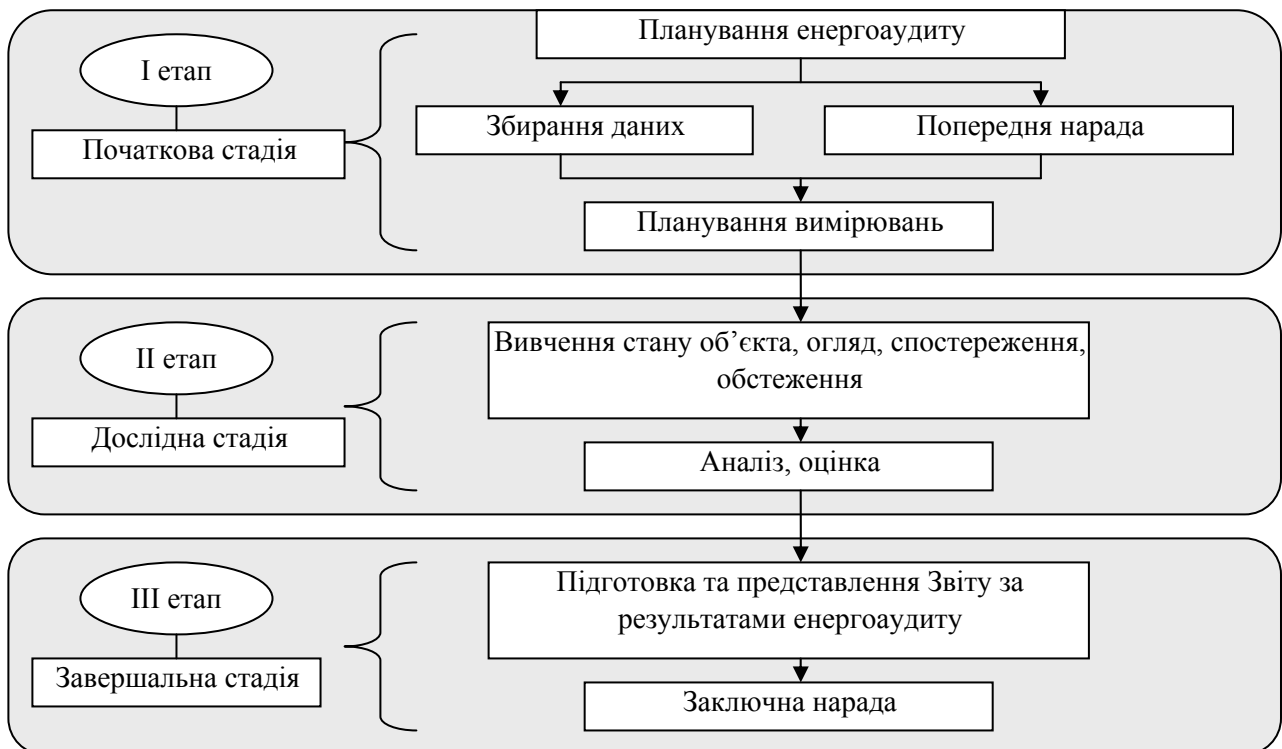 Планування енергоаудиту
І етап
Збирання даних
Попередня нарада
Початкова стадія
Планування вимірювань
ІІ етап
Вивчення стану об’єкта, огляд, спостереження,
обстеження
Дослідна стадія
Аналіз, оцінка
ІІІ етап
Підготовка та представлення Звіту за
результатами енергоаудиту
Завершальна стадія
Заключна нарада